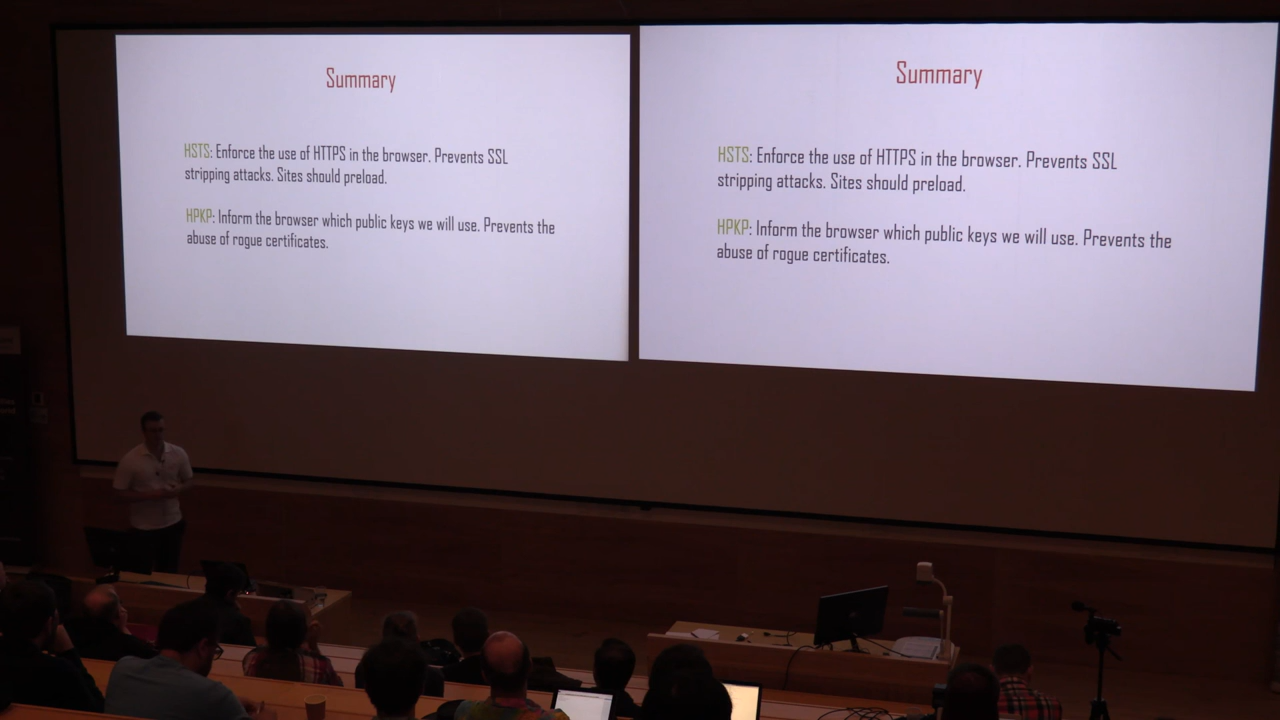 Summary
HSTS: Enforce the use of HTTPS in the browser. Prevents SSL
stripping attacks. Sites should preload.
HPKP: Inform the browser which public keys we will use. Prevents the
abuse of rogue certificates.
Summary
HSTS: Enforce the use of HTTPS in the browser. Prevents SSL
stripping attacks. Sites should preload.
HPKP: Inform the browser which public keys we will use. Prevents the
abuse of rogue certificates.